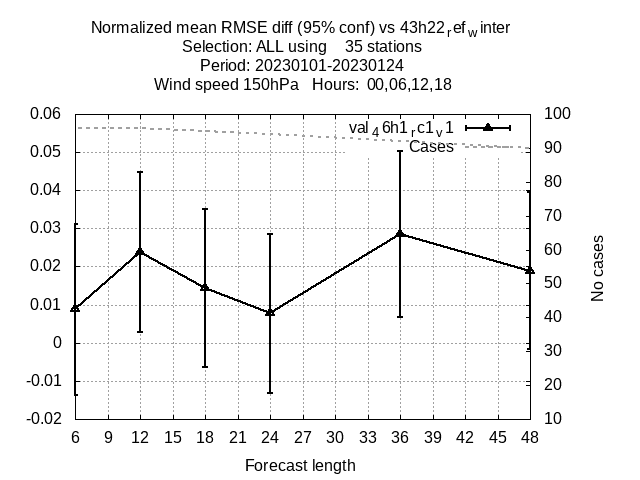 Normalized mean RMSE diff (95% conf) vs 43h22refwinter
Selection: ALL using 35 stations
Period: 20230101-20230124
Wind speed 150hPa Hours: 00,06,12,18
val46h1rc1v1
Cases
0.06
0.05
0.04
0.03
0.02
0.01
0
-0.01
-0.02
100
90
80
70
60
50
40
30
20
10
No cases
6 9 12 15 18 21 24 27 30 33 36 39 42 45 48
Forecast length